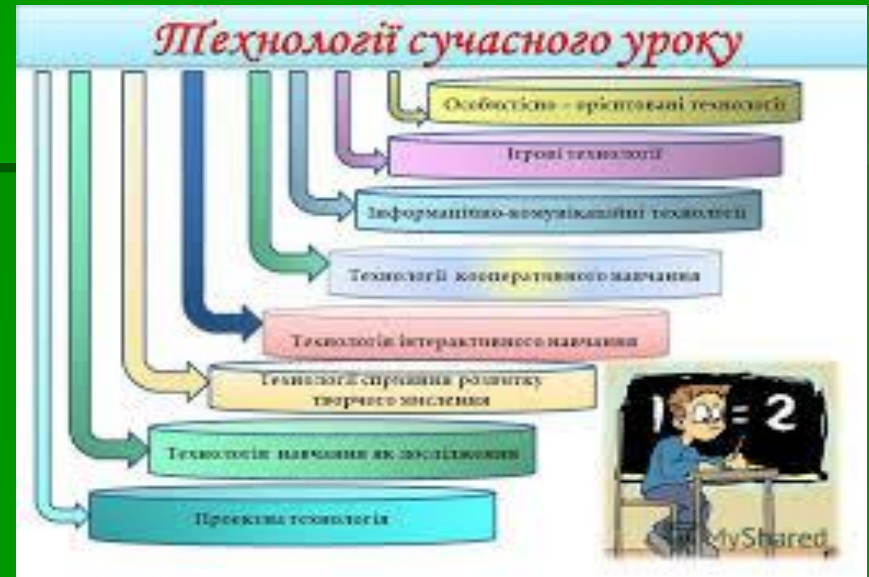 Технології сучасного уроку
Особистісно – орієнтовані технології
Ігрові технології
Інформаційно-комунікаційні технології
Технології кооперативного навчання
Технологія інтерактивного навчання
Технології сприяння розвитку
творчого мислення
Технологія навчання як дослідження
Проектна технологія
= 2
MyShared